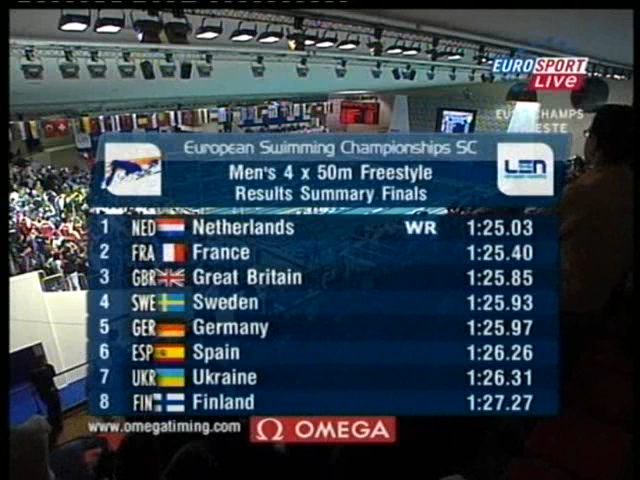 EUROSPORT
LIVE
European Swimming Championships SC
Men's 4 x 50m Freestyle
Results Summary Finals
LEN
1 NED Netherlands WR 1:25.03
2 FRA France 1:25.40
3 GBR Great Britain 1:25.85
4 SWE Sweden 1:25.93
5 GER Germany 1:25.97
6 ESP Spain 1:26.26
7 UKR Ukraine 1:26.31
8 FIN Finland 1:27.27
www.omegatiming.com Ω OMEGA